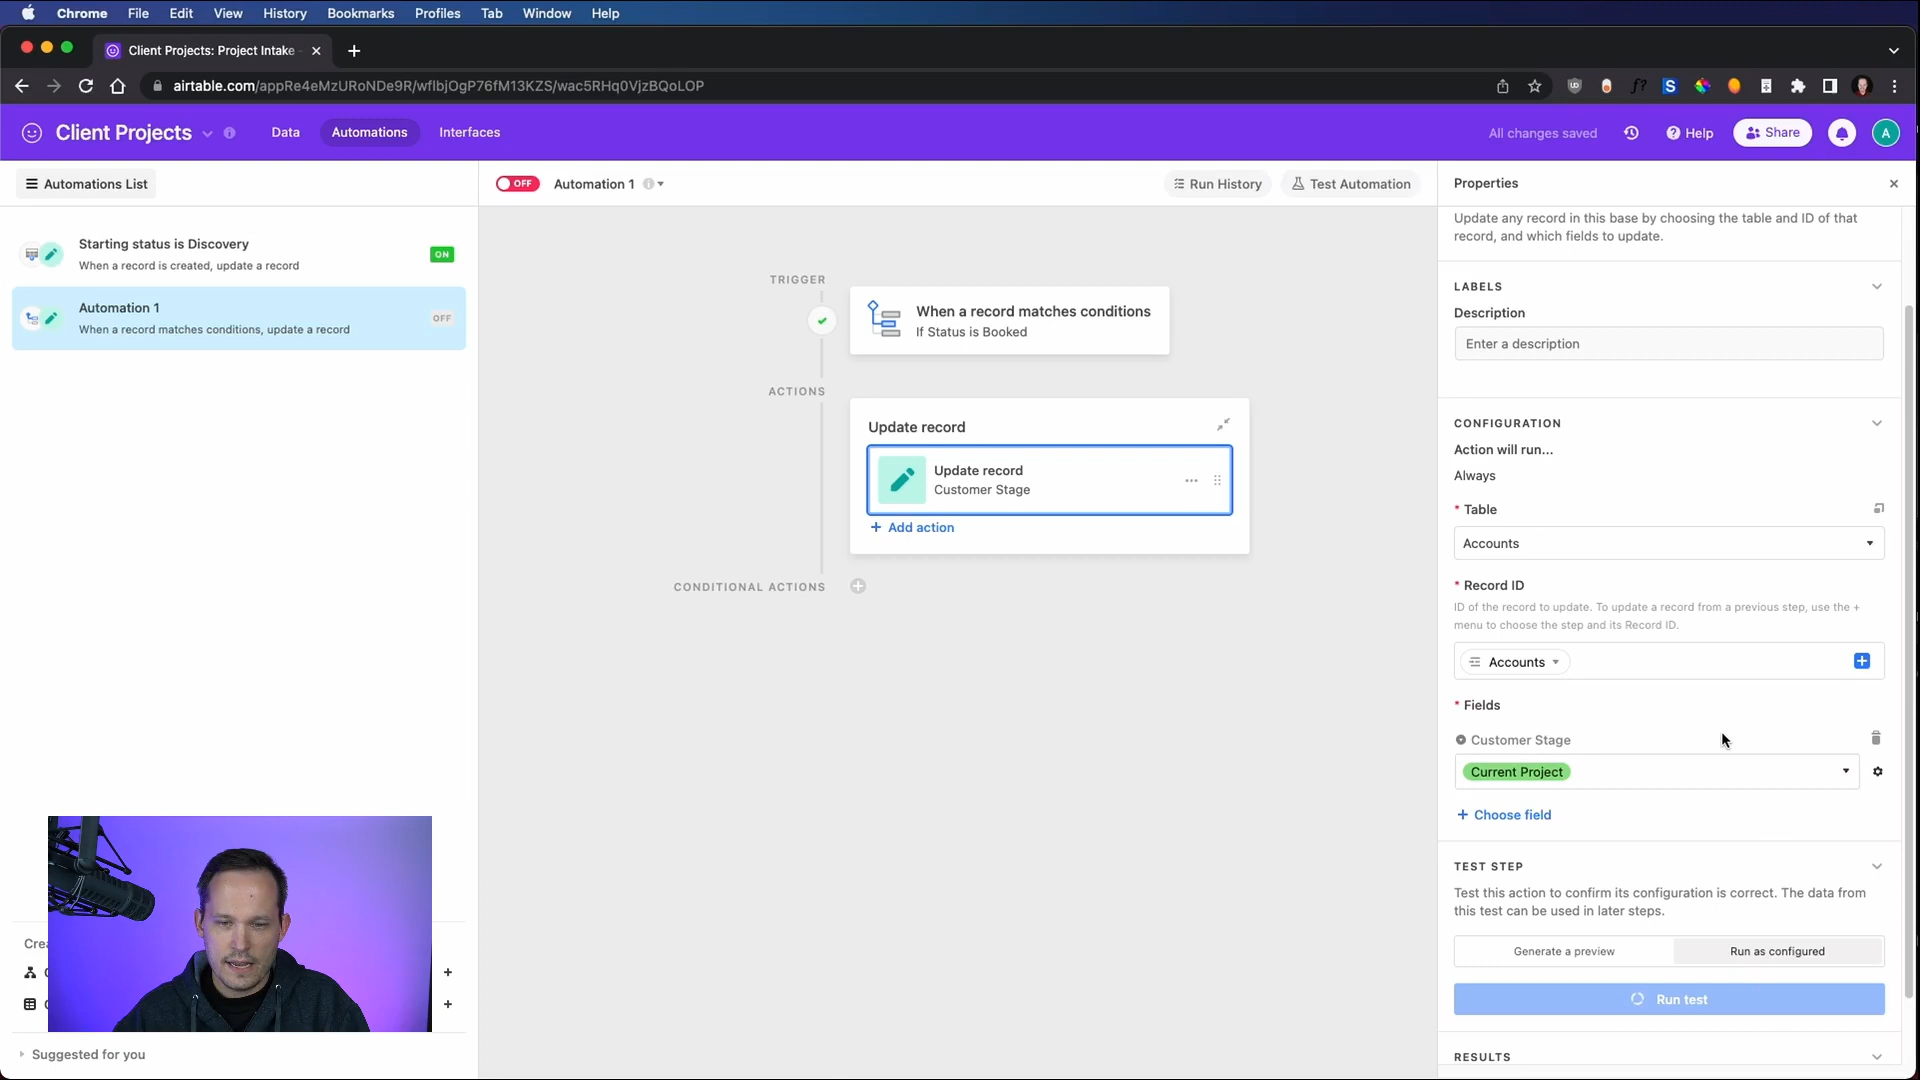 Chrome File Edit View History Bookmarks Profiles Tab Window Help
Client Projects: Project Intake
airtable.com/appRe4eMzURoNDe9R/wflbjOgP76fM13KZS/wac5RHq0VjzBQoLOP
Client Projects
Data
Automations
Interfaces
All changes saved
Help
Share
A
Automations List
OFF
Automation 1
Run History
Test Automation
Properties
Starting status is Discovery
When a record is created, update a record
ON
Automation 1
When a record matches conditions, update a record
OFF
Suggested for you
TRIGGER
When a record matches conditions
If Status is Booked
ACTIONS
Update record
Update record
Customer Stage
Add action
CONDITIONAL ACTIONS
Update any record in this base by choosing the table and ID of that
record, and which fields to update.
LABELS
Description
Enter a description
CONFIGURATION
Action will run...
Always
* Table
Accounts
* Record ID
ID of the record to update. To update a record from a previous step, use the +
menu to choose the step and its Record ID.
Accounts
* Fields
Customer Stage
Current Project
+ Choose field
TEST STEP
Test this action to confirm its configuration is correct. The data from
this test can be used in later steps.
Generate a preview
Run as configured
Run test
RESULTS